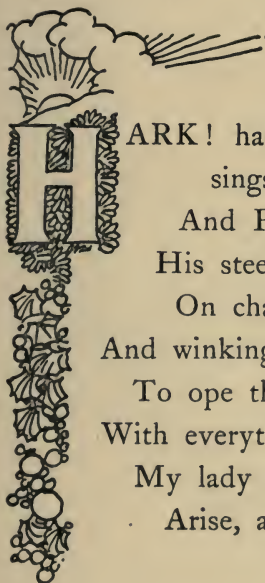 HARK! ha
sings
And P
His stee
On cha
And winking
To ope th
With everyt
My lady
Arise, a